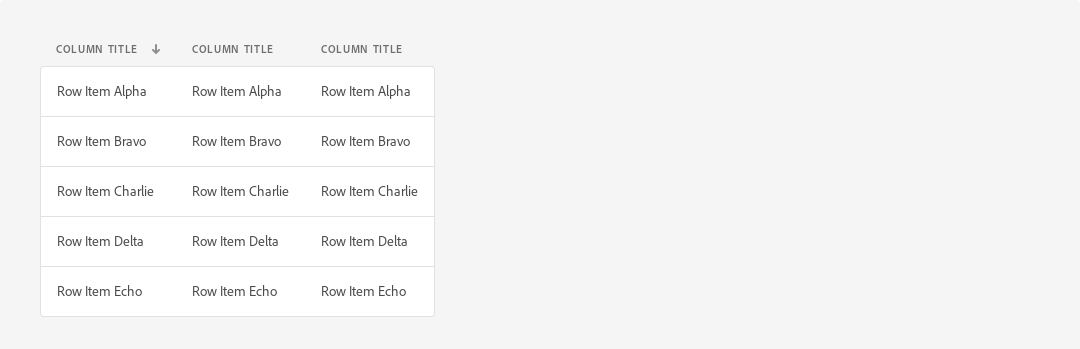 COLUMN TITLE COLUMN TITLE COLUMN TITLE
Row Item Alpha Row Item Alpha Row Item Alpha
Row Item Bravo Row Item Bravo Row Item Bravo
Row Item Charlie Row Item Charlie Row Item Charlie
Row Item Delta Row Item Delta Row Item Delta
Row Item Echo Row Item Echo Row Item Echo